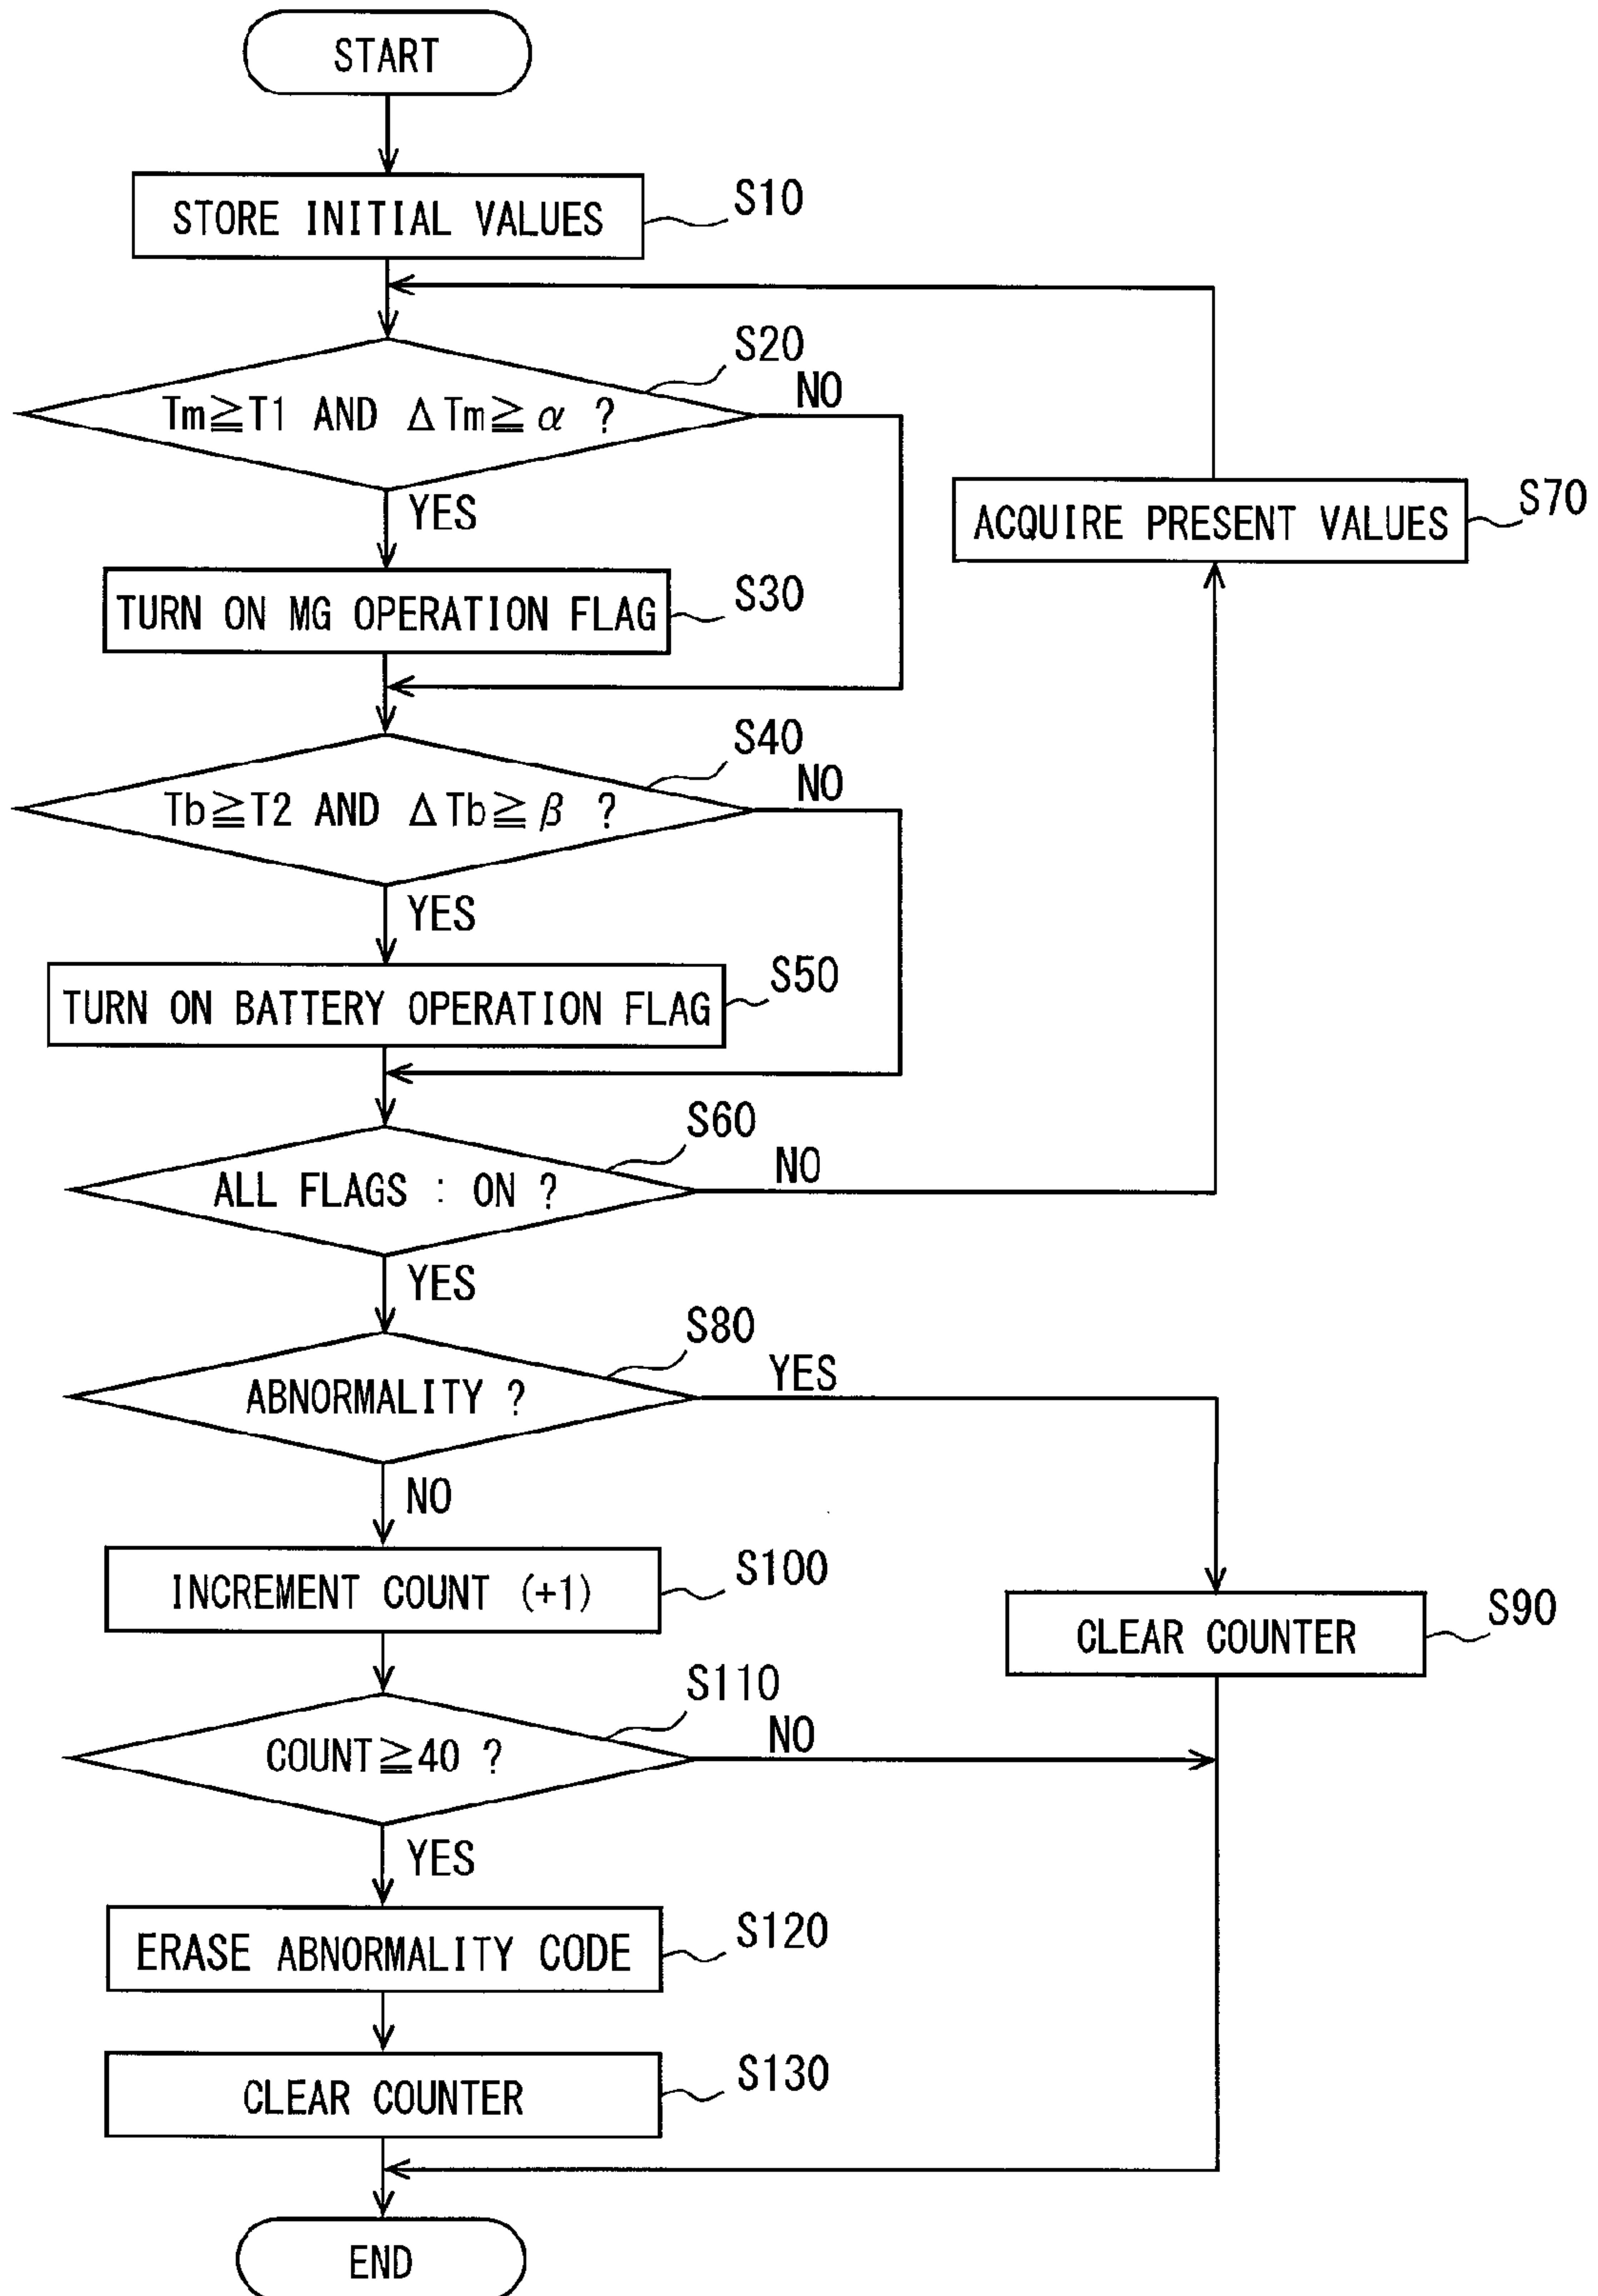 START
STORE INITIAL VALUES
S10
S20
Tm≧T1 AND ΔTm≧α ?
NO
YES
ACQUIRE PRESENT VALUES
S70
TURN ON MG OPERATION FLAG
S30
S40
Tb≧T2 AND ΔTb≧β ?
NO
YES
TURN ON BATTERY OPERATION FLAG
S50
S60
ALL FLAGS : ON ?
NO
YES
S80
ABNORMALITY ?
YES
NO
INCREMENT COUNT (+1)
S100
CLEAR COUNTER
S90
S110
COUNT≧40 ?
NO
YES
ERASE ABNORMALITY CODE
S120
CLEAR COUNTER
S130
END